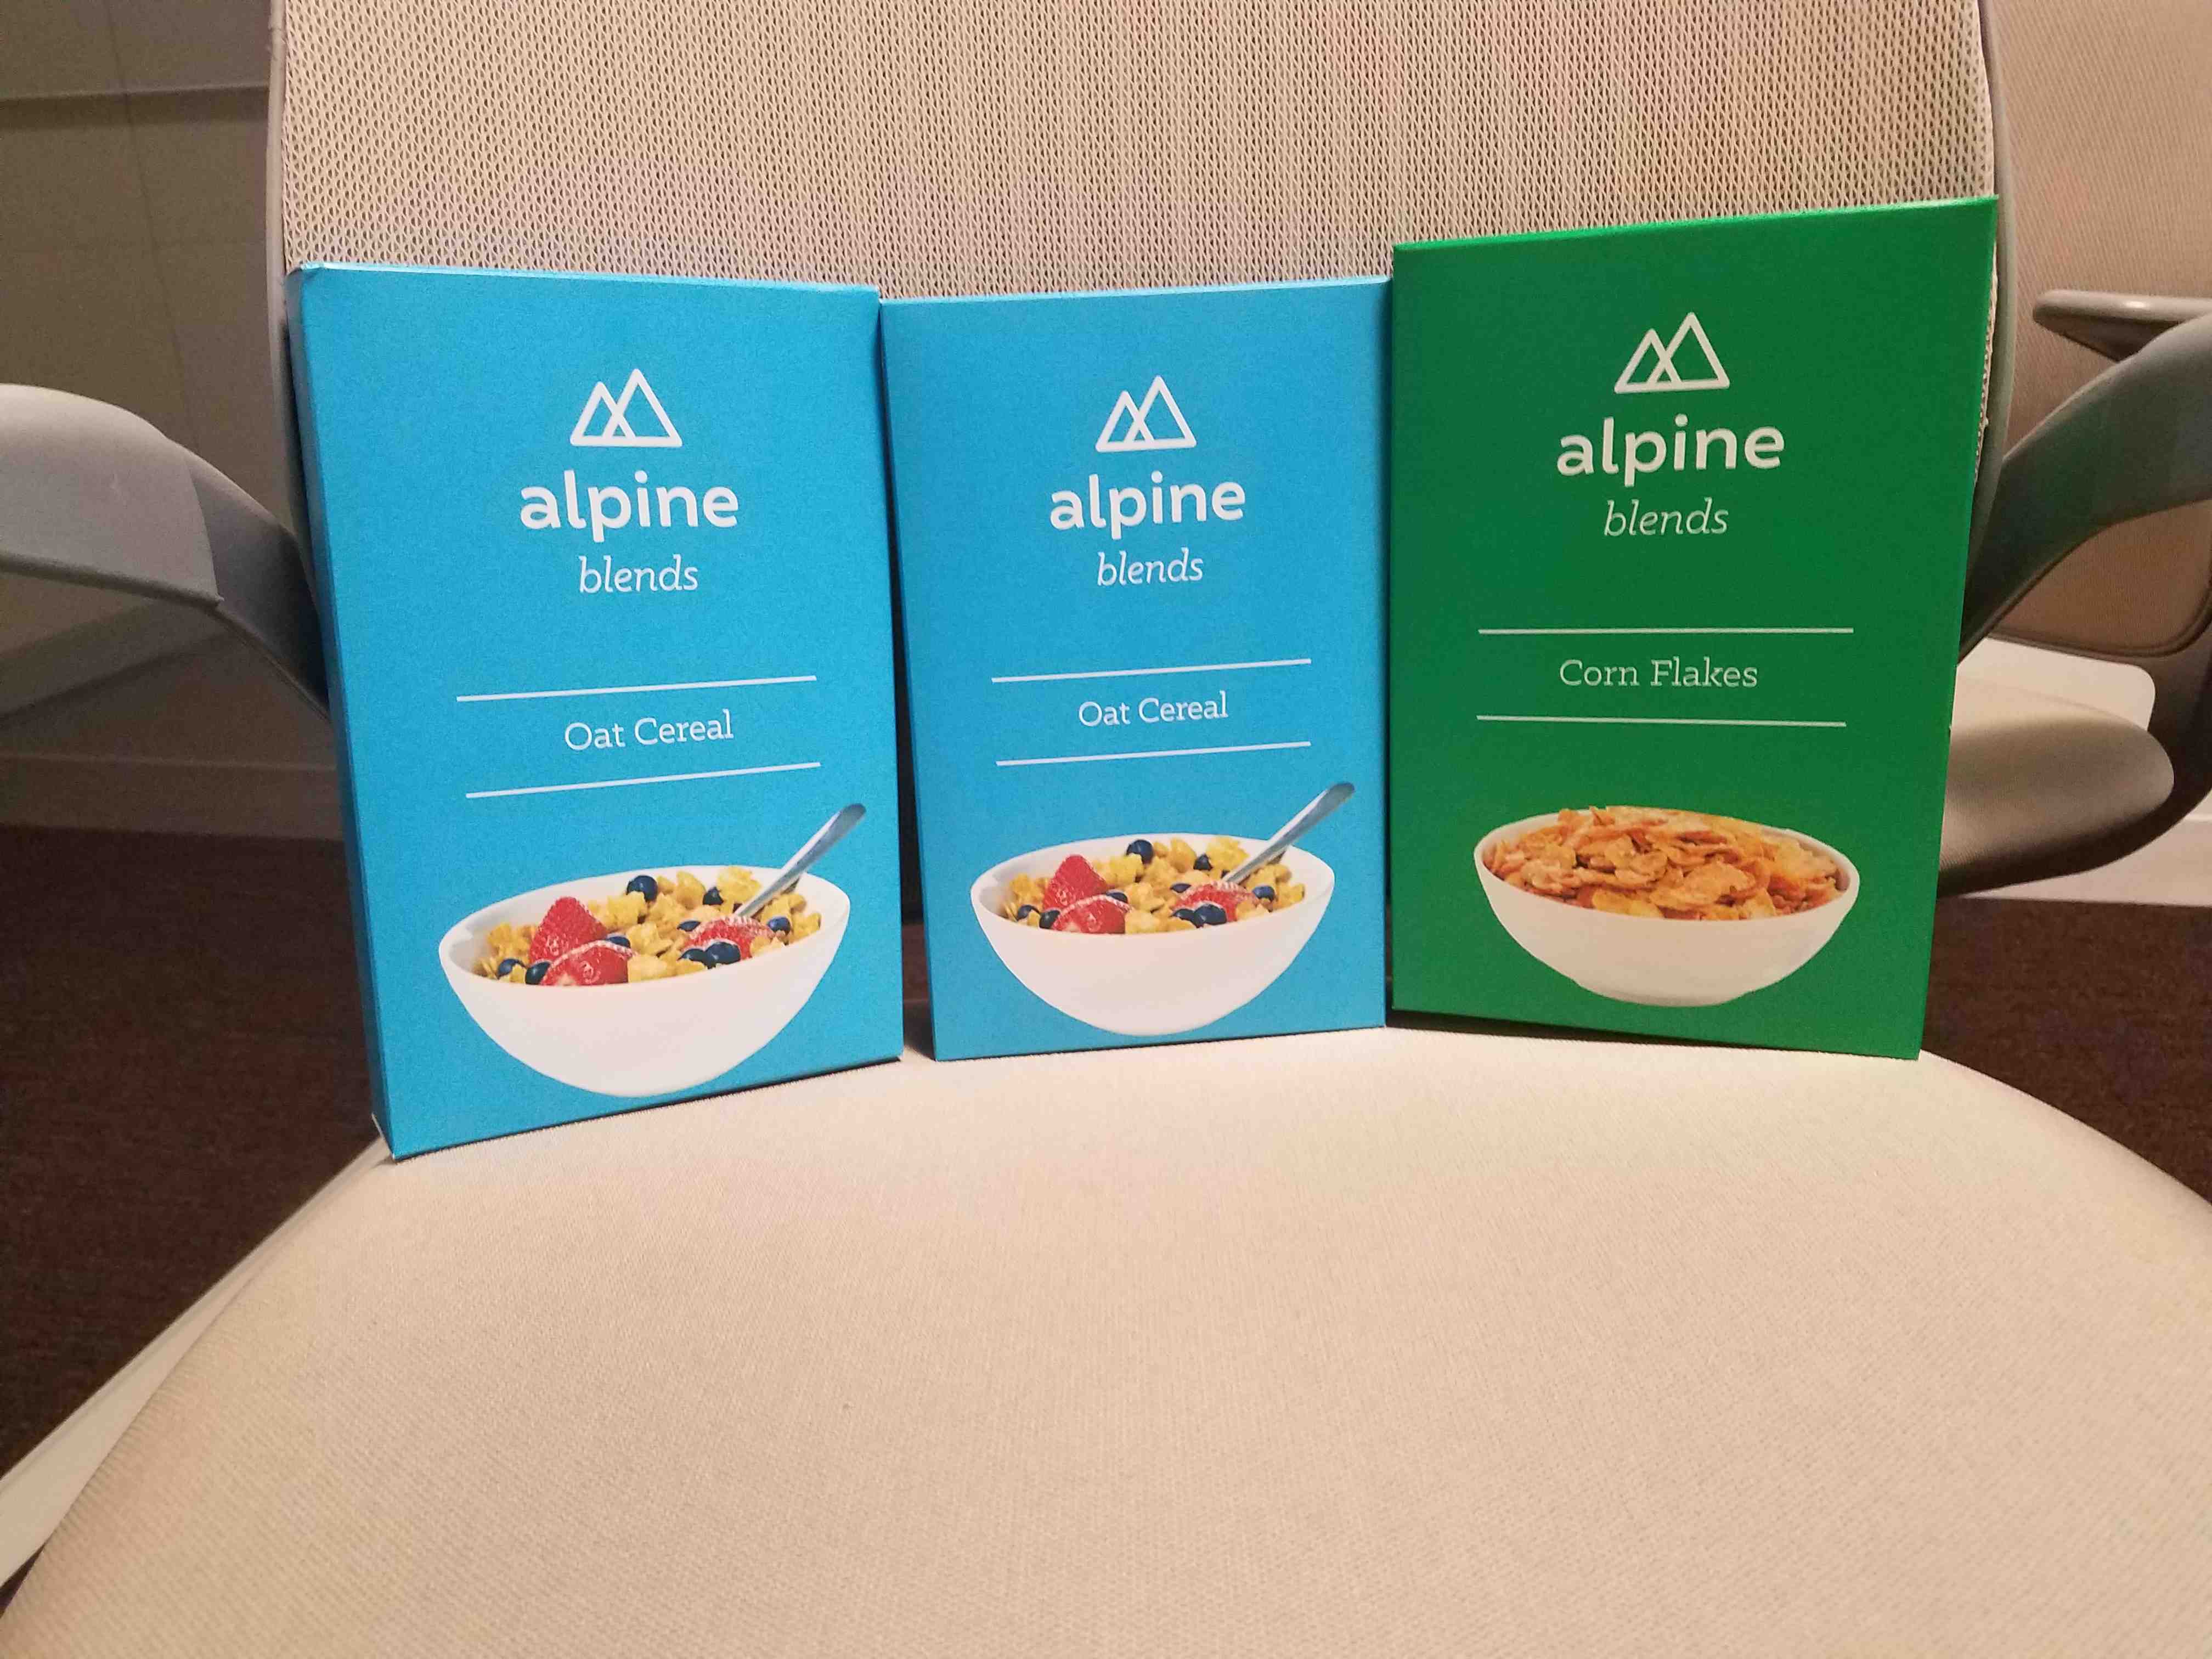 alpine
blends
Oat Cereal
alpine
blends
Oat Cereal
alpine
blends
Corn Flakes